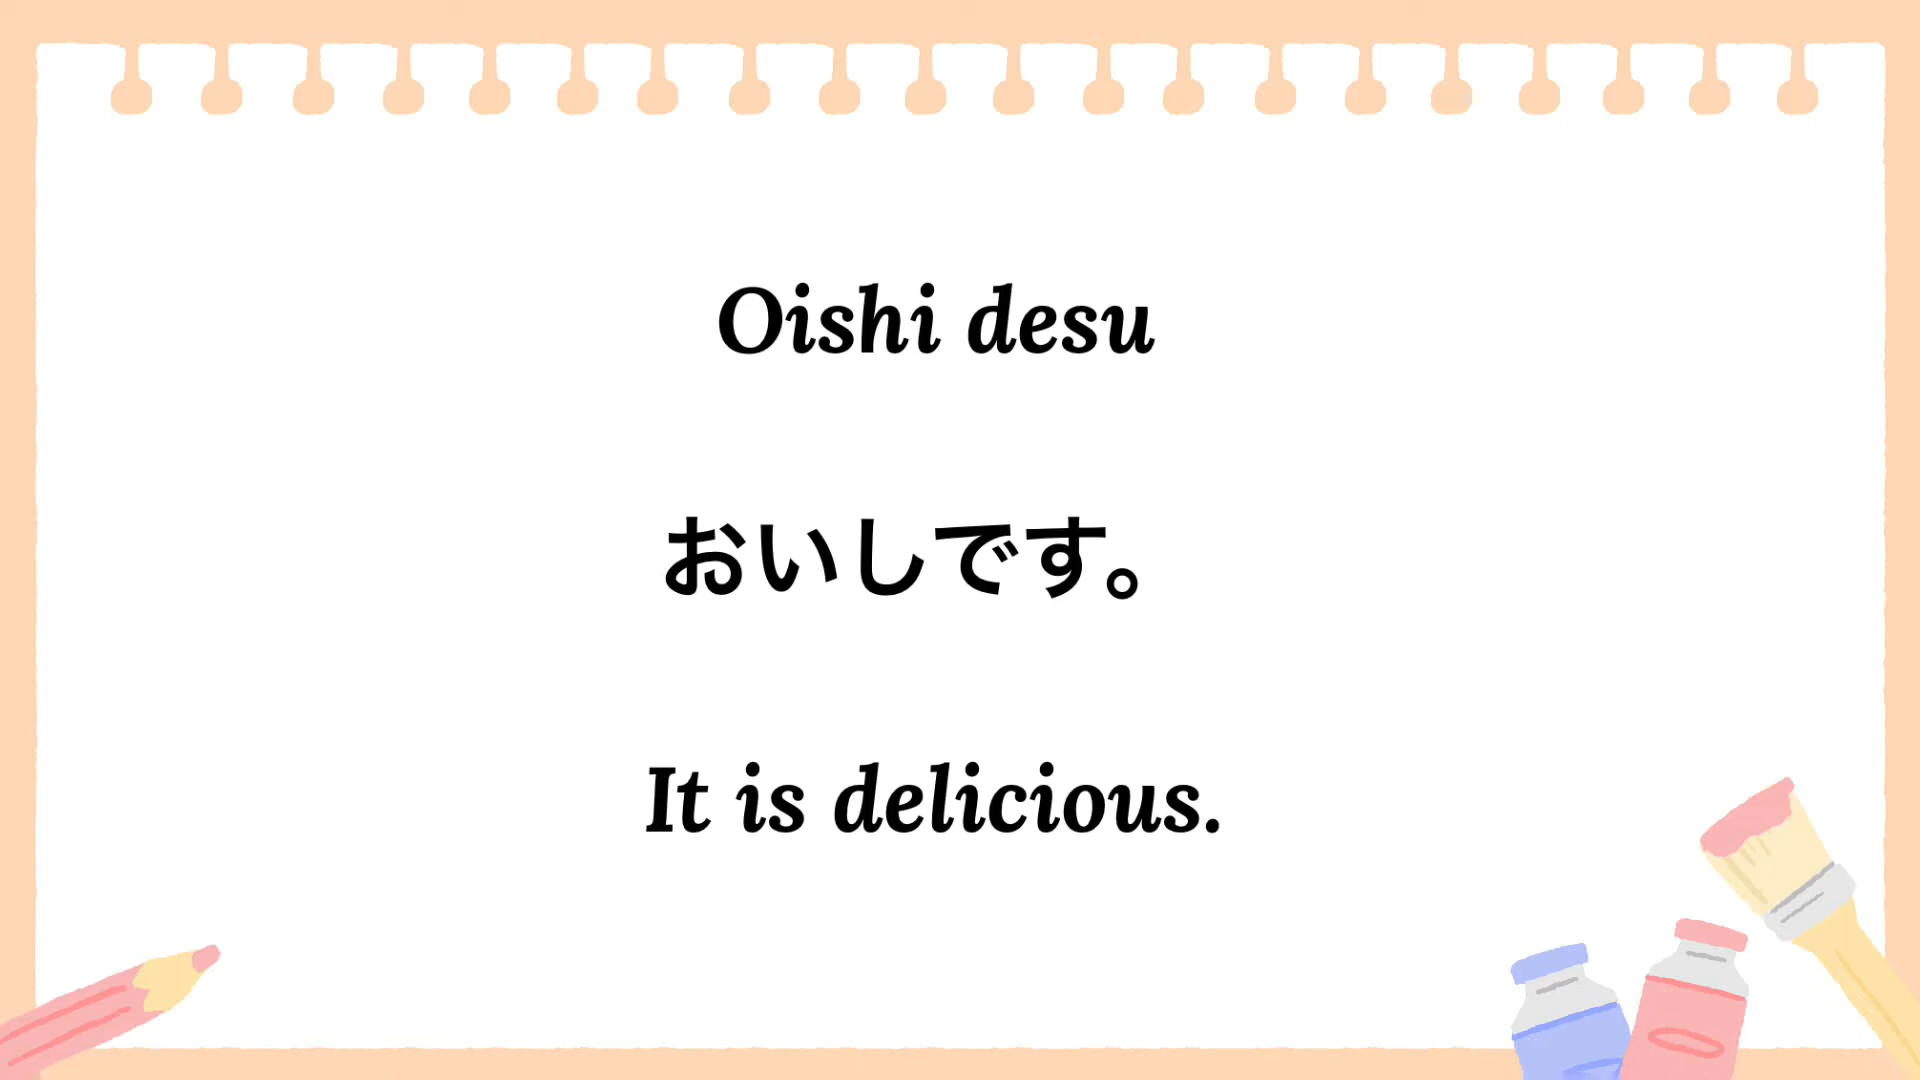 Oishi desu
おいしです。
It is delicious.